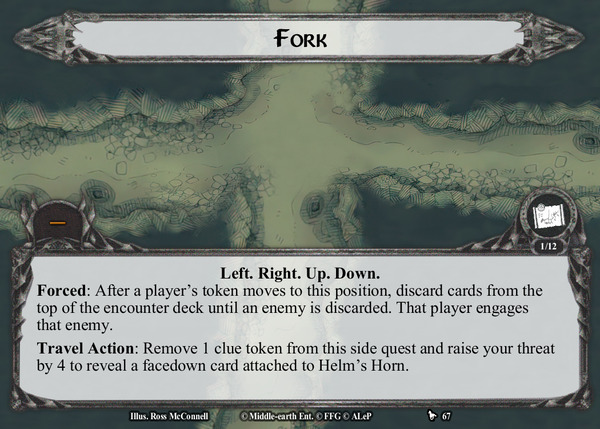 Fork
1/12
Left. Right. Up. Down.
Forced: After a player's token moves to this position, discard cards from the
top of the encounter deck until an enemy is discarded. That player engages
that enemy.
Travel Action: Remove 1 clue token from this side quest and raise your threat
by 4 to reveal a facedown card attached to Helm's Horn.
Illus. Ross McConnell © Middle-earth Ent. © FFG © ALeP 67